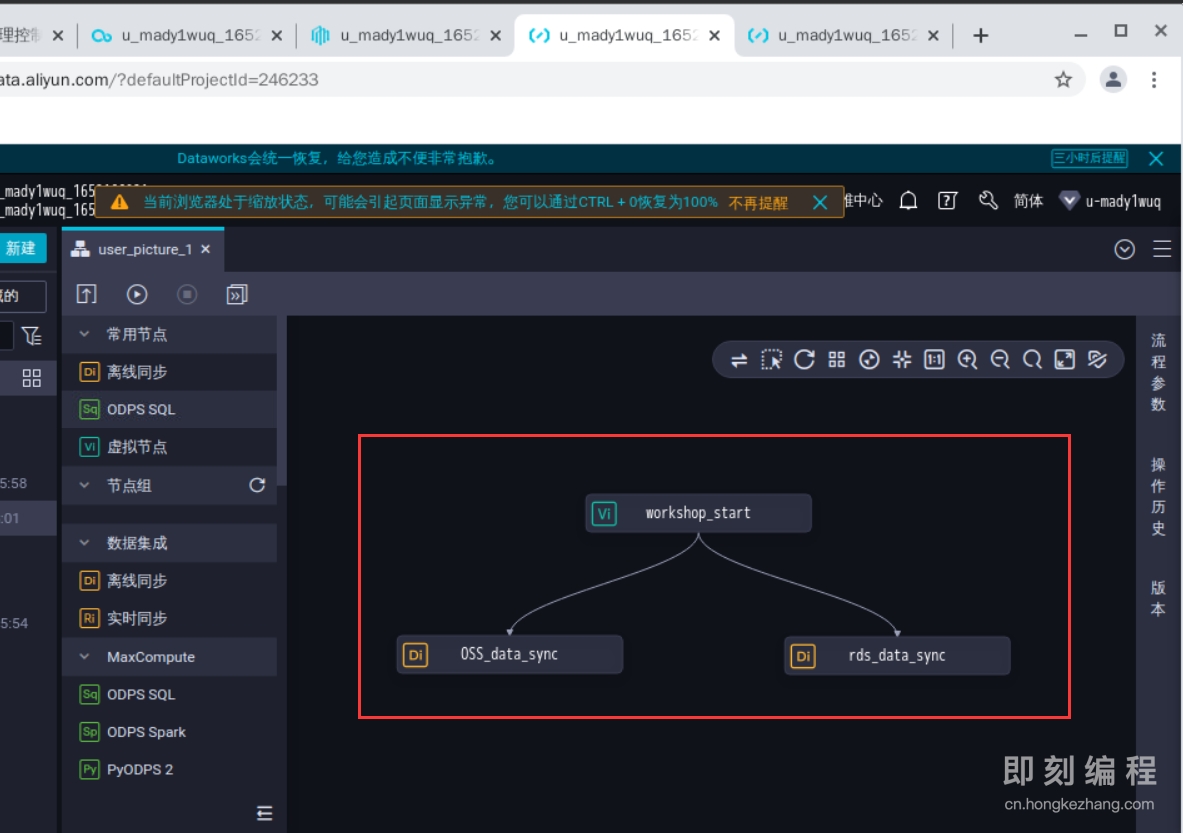 理控制
u_mady1wuq_1652
u_mady1wuq_1652
u_mady1wuq_1652
u_mady1wuq_1652
ata.aliyun.com/?defaultProjectId=246233
Dataworks会统一恢复，给您造成不便非常抱歉。
三小时后提醒
_mady1wuq_165
_mady1wuq_165
当前浏览器处于缩放状态，可能会引起页面显示异常，您可以通过CTRL + 0恢复为100%
不再提醒
中心
简体
u-mady1wuq
新建
user_picture_1
的
常用节点
Di 离线同步
Sq ODPS SQL
Vi 虚拟节点
节点组
数据集成
Di 离线同步
Ri 实时同步
MaxCompute
Sq ODPS SQL
Sp ODPS Spark
Py PyODPS 2
5:58
:01
5:54
1:1
Vi workshop_start
Di OSS_data_sync
Di rds_data_sync
流程参数
操作历史
版本
即刻编程
cn.hongkezhang.com